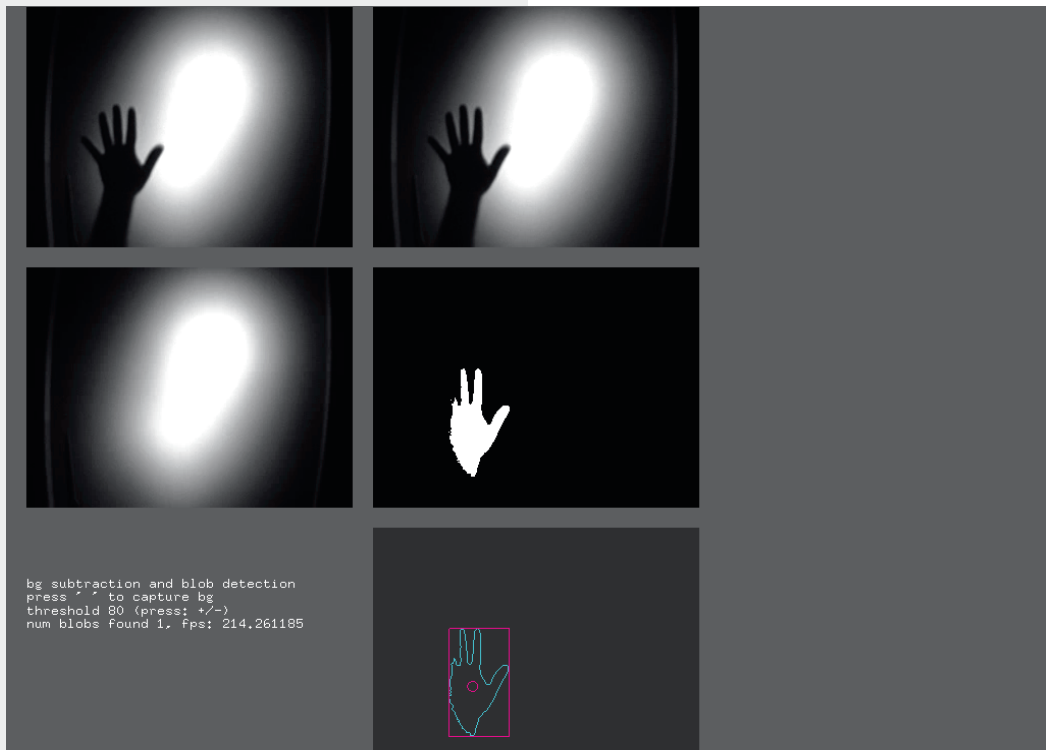 bg subtraction and blob detection
press ' ' to capture bg
threshold 80 (press: +/-)
num blobs found 1, fps: 214.261185